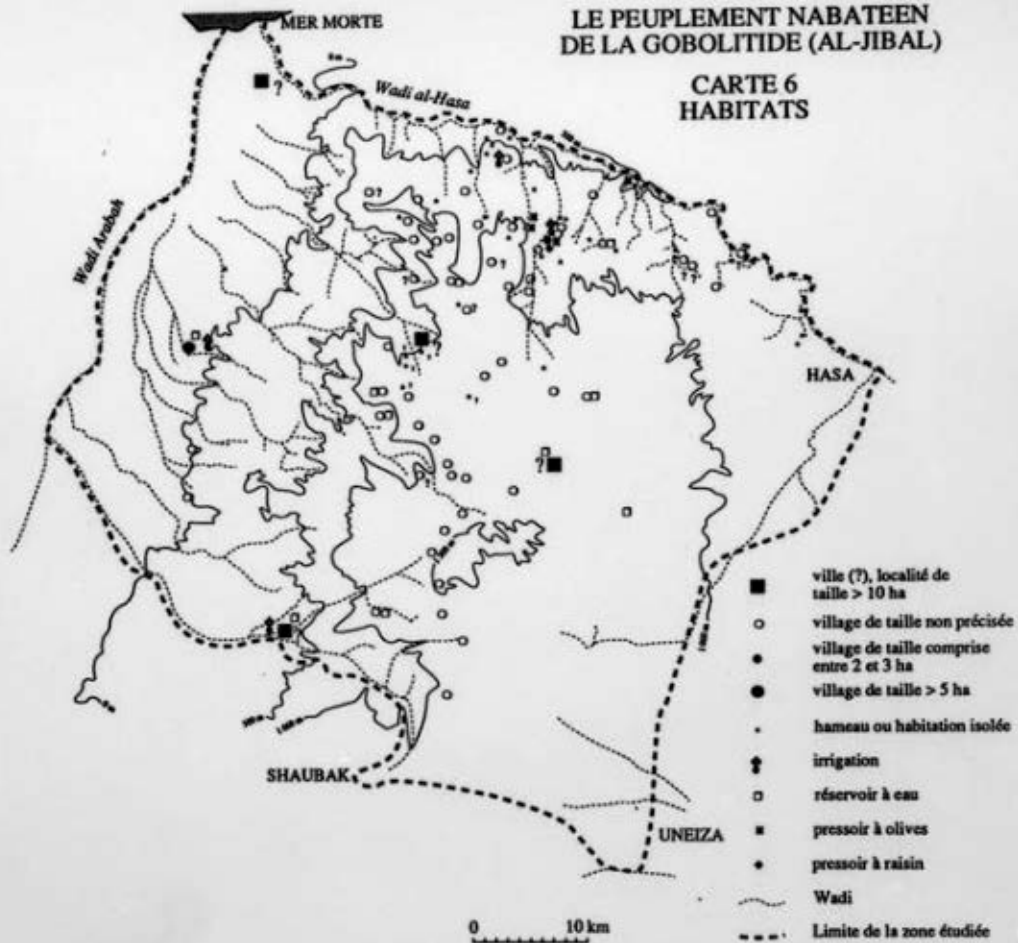 LE PEUPLEMENT NABATEEN
DE LA GOBOLITIDE (AL-JIBAL)
CARTE 6
HABITATS
MER MORTE
Wadi al-Hasa
Wadi Arabah
HASA
SHAUBAK
UNEIZA
ville (?), localité de
taille > 10 ha
village de taille non précisée
village de taille comprise
entre 2 et 3 ha
village de taille > 5 ha
hameau ou habitation isolée
irrigation
réservoir à eau
pressoir à olives
pressoir à raisin
Wadi
Limite de la zone étudiée
0 10 km